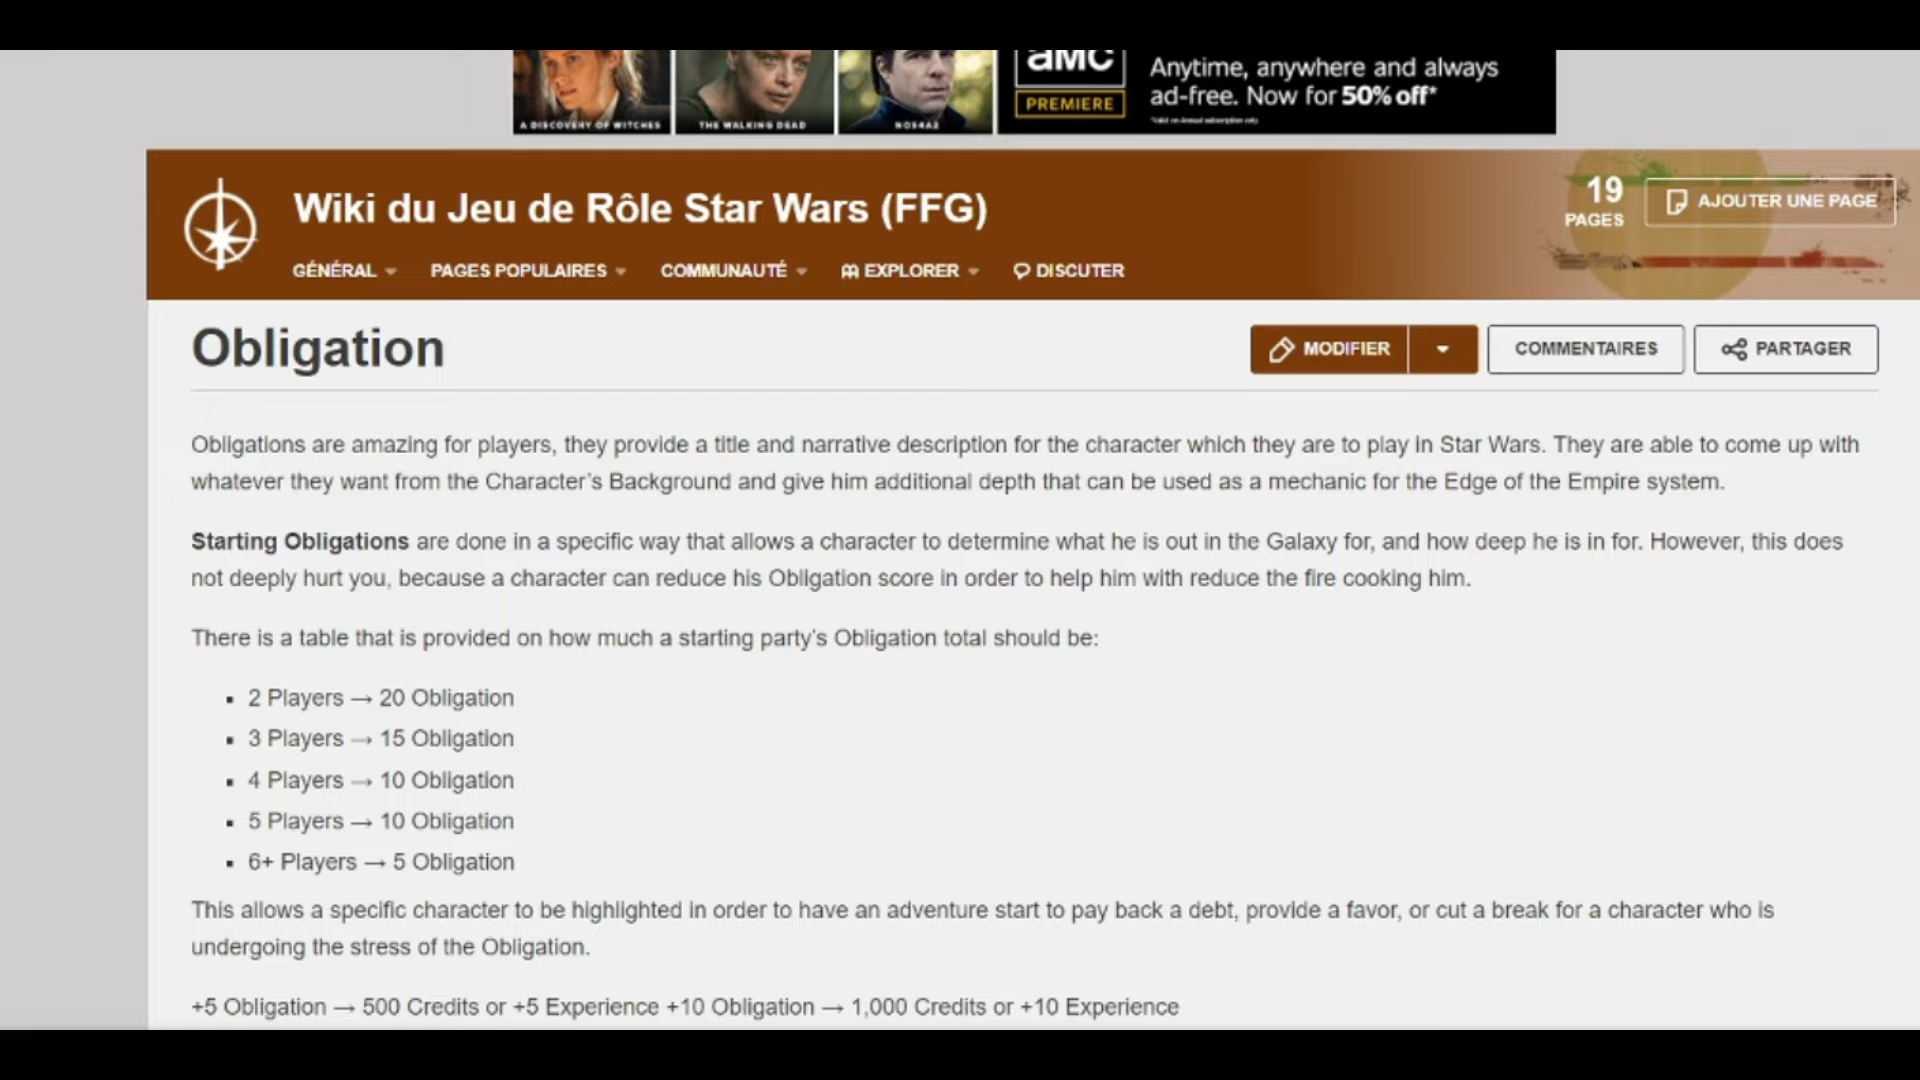 A DISCOVERY OF WITCHES
THE WALKING DEAD
NOS4A2
aMC
PREMIERE
Anytime, anywhere and always
ad-free. Now for 50% off*
*Valid on Annual subscription only
Wiki du Jeu de Rôle Star Wars (FFG)
19
PAGES
AJOUTER UNE PAGE
GÉNÉRAL
PAGES POPULAIRES
COMMUNAUTÉ
EXPLORER
DISCUTER
Obligation
MODIFIER
COMMENTAIRES
PARTAGER
Obligations are amazing for players, they provide a title and narrative description for the character which they are to play in Star Wars. They are able to come up with
whatever they want from the Character's Background and give him additional depth that can be used as a mechanic for the Edge of the Empire system.
Starting Obligations are done in a specific way that allows a character to determine what he is out in the Galaxy for, and how deep he is in for. However, this does
not deeply hurt you, because a character can reduce his Obligation score in order to help him with reduce the fire cooking him.
There is a table that is provided on how much a starting party's Obligation total should be:
▪ 2 Players → 20 Obligation
▪ 3 Players → 15 Obligation
▪ 4 Players → 10 Obligation
▪ 5 Players → 10 Obligation
▪ 6+ Players → 5 Obligation
This allows a specific character to be highlighted in order to have an adventure start to pay back a debt, provide a favor, or cut a break for a character who is
undergoing the stress of the Obligation.
+5 Obligation → 500 Credits or +5 Experience +10 Obligation → 1,000 Credits or +10 Experience